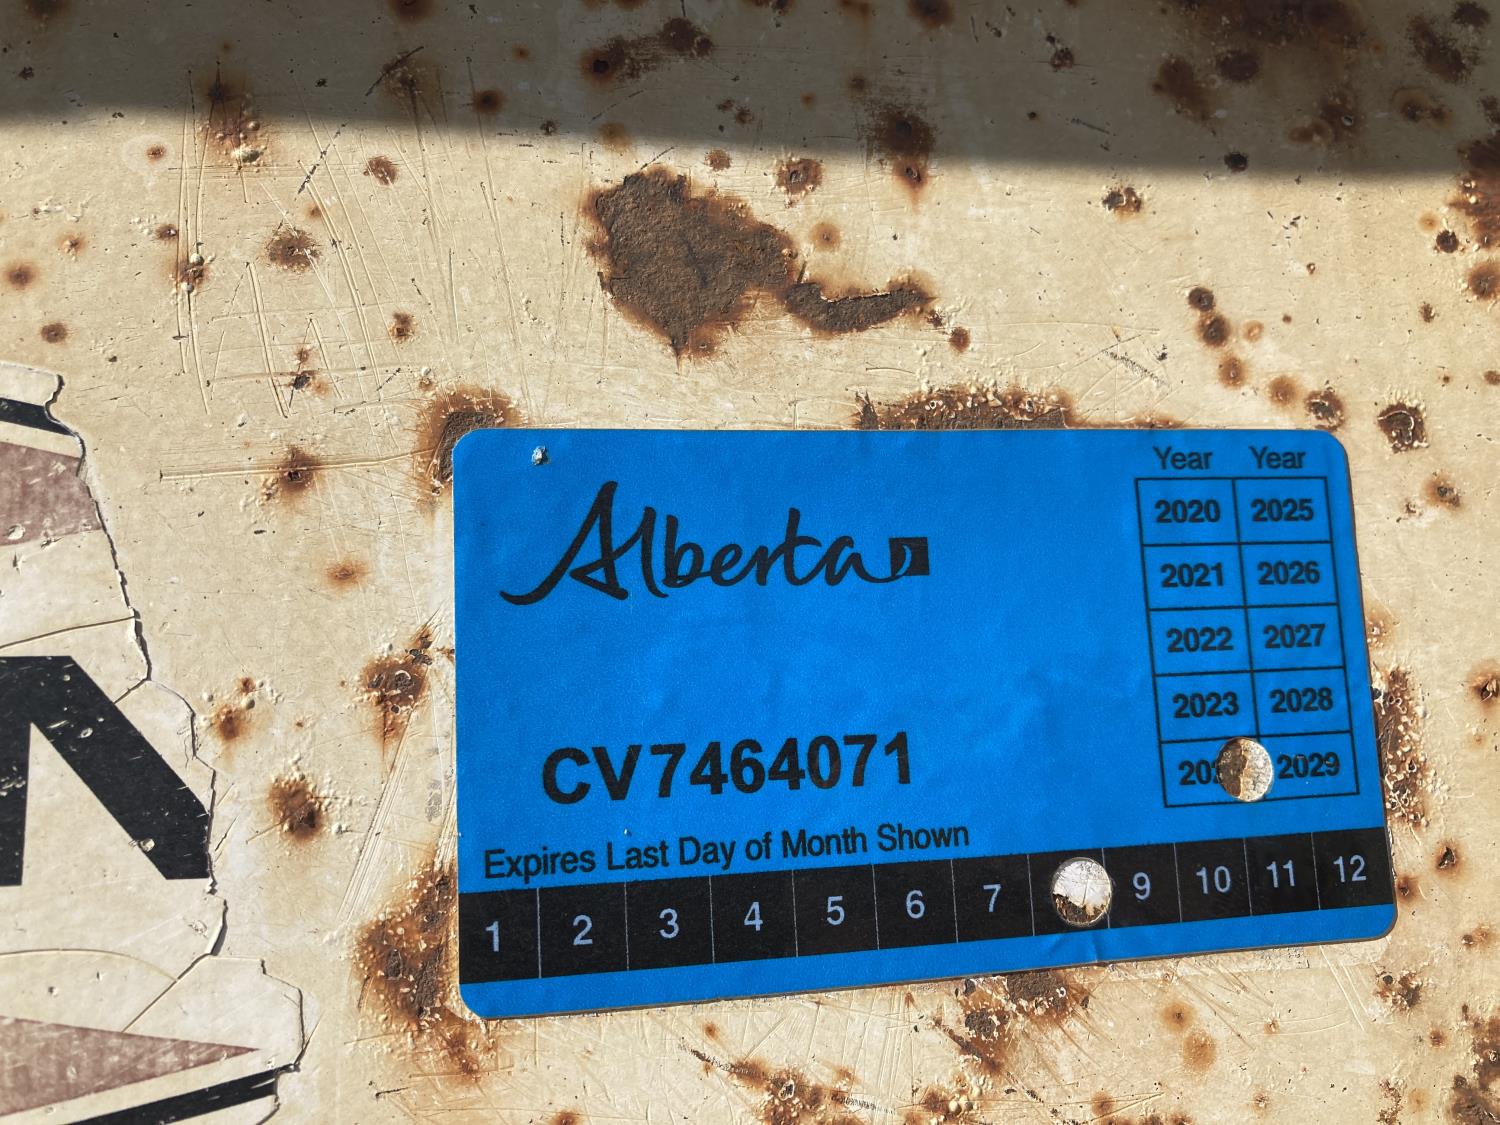 Alberta
Year Year
2020 2025
2021 2026
2022 2027
2023 2028
2029
CV7464071
Expires Last Day of Month Shown
1 2 3 4 5 6 7 9 10 11 12